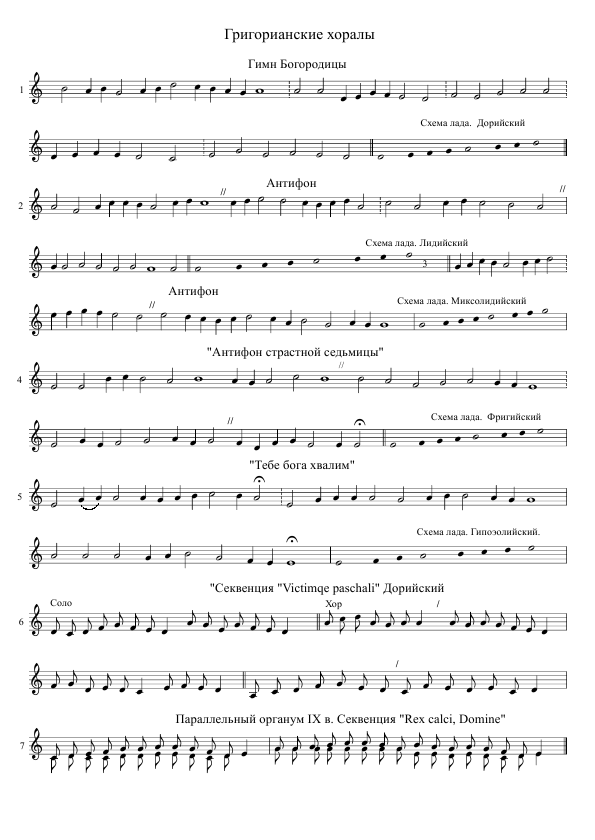 Григорианские хоралы
Гимн Богородицы
1
Схема лада. Дорийский
Антифон
2
//
//
Схема лада. Лидийский
3
Антифон
//
Схема лада. Миксолидийский
"Антифон страстной седьмицы"
4
//
Схема лада. Фригийский
//
"Тебе бога хвалим"
5
Схема лада. Гипоэолийский.
"Секвенция "Victimqe paschali" Дорийский
Соло
Хор
/
6
/
Параллельный органум IX в. Секвенция "Rex calci, Domine"
7